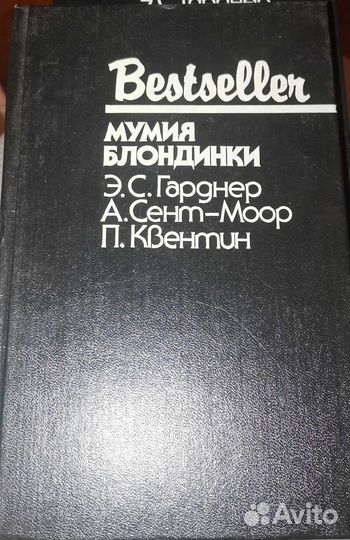 Bestseller
МУМИЯ
БЛОНДИНКИ
Э.С.Гарднер
А.Сент-Моор
П.Квентин
Avito